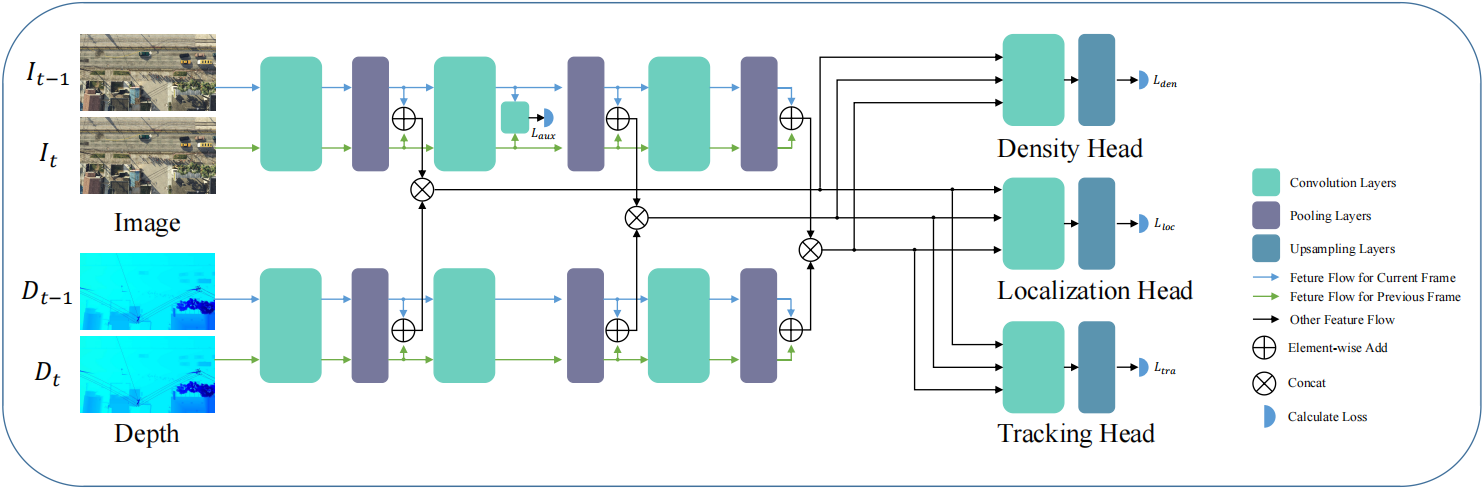 I_{t-1}
I_t
Image
D_{t-1}
D_t
Depth
L_{aux}
L_{den}
Density Head
L_{loc}
Localization Head
L_{tra}
Tracking Head
Convolution Layers
Pooling Layers
Upsampling Layers
Feture Flow for Current Frame
Feture Flow for Previous Frame
Other Feature Flow
Element-wise Add
Concat
Calculate Loss